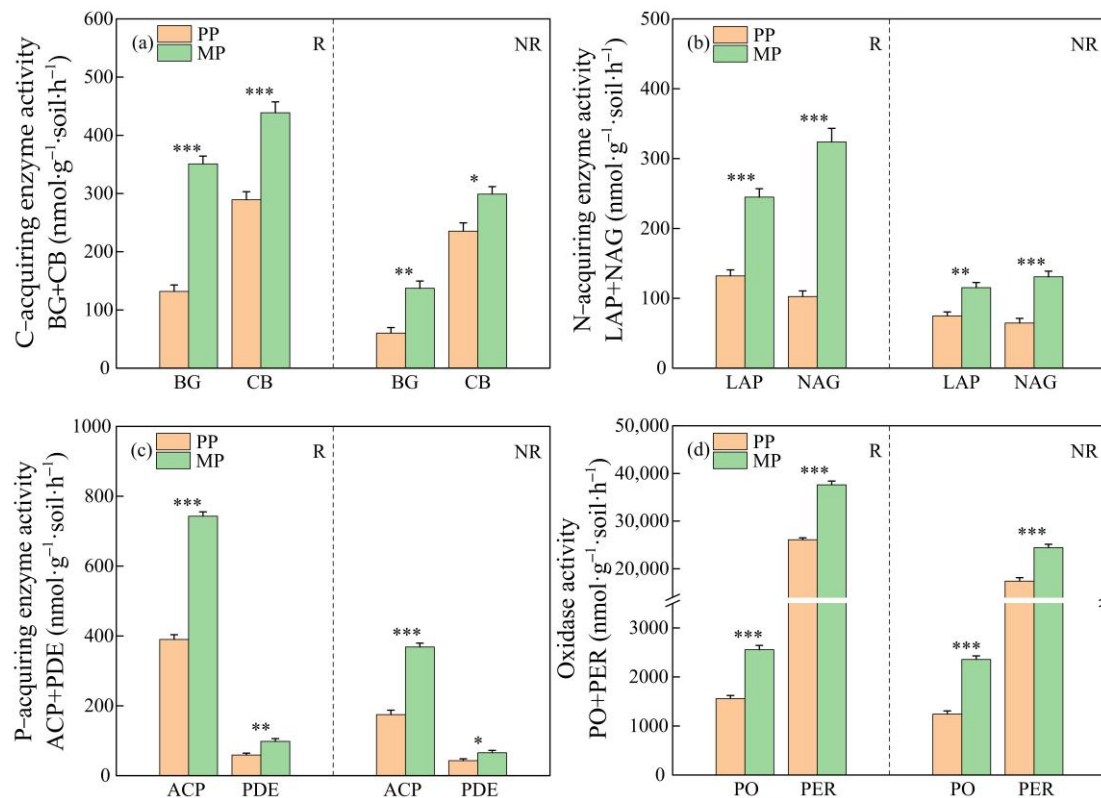 C-acquiring enzyme activity
BG+CB (nmol·g⁻¹·soil·h⁻¹)
600
500
400
300
200
100
0
(a)
PP
MP
R
NR
***
***
**
*
BG
CB
BG
CB
N-acquiring enzyme activity
LAP+NAG (nmol·g⁻¹·soil·h⁻¹)
500
400
300
200
100
0
(b)
PP
MP
R
NR
***
***
**
***
LAP
NAG
LAP
NAG
P-acquiring enzyme activity
ACP+PDE (nmol·g⁻¹·soil·h⁻¹)
1000
800
600
400
200
0
(c)
PP
MP
R
NR
***
**
***
*
ACP
PDE
ACP
PDE
Oxidase activity
PO+PER (nmol·g⁻¹·soil·h⁻¹)
50,000
40,000
30,000
20,000
3000
2000
1000
0
(d)
PP
MP
R
NR
***
***
***
***
PO
PER
PO
PER